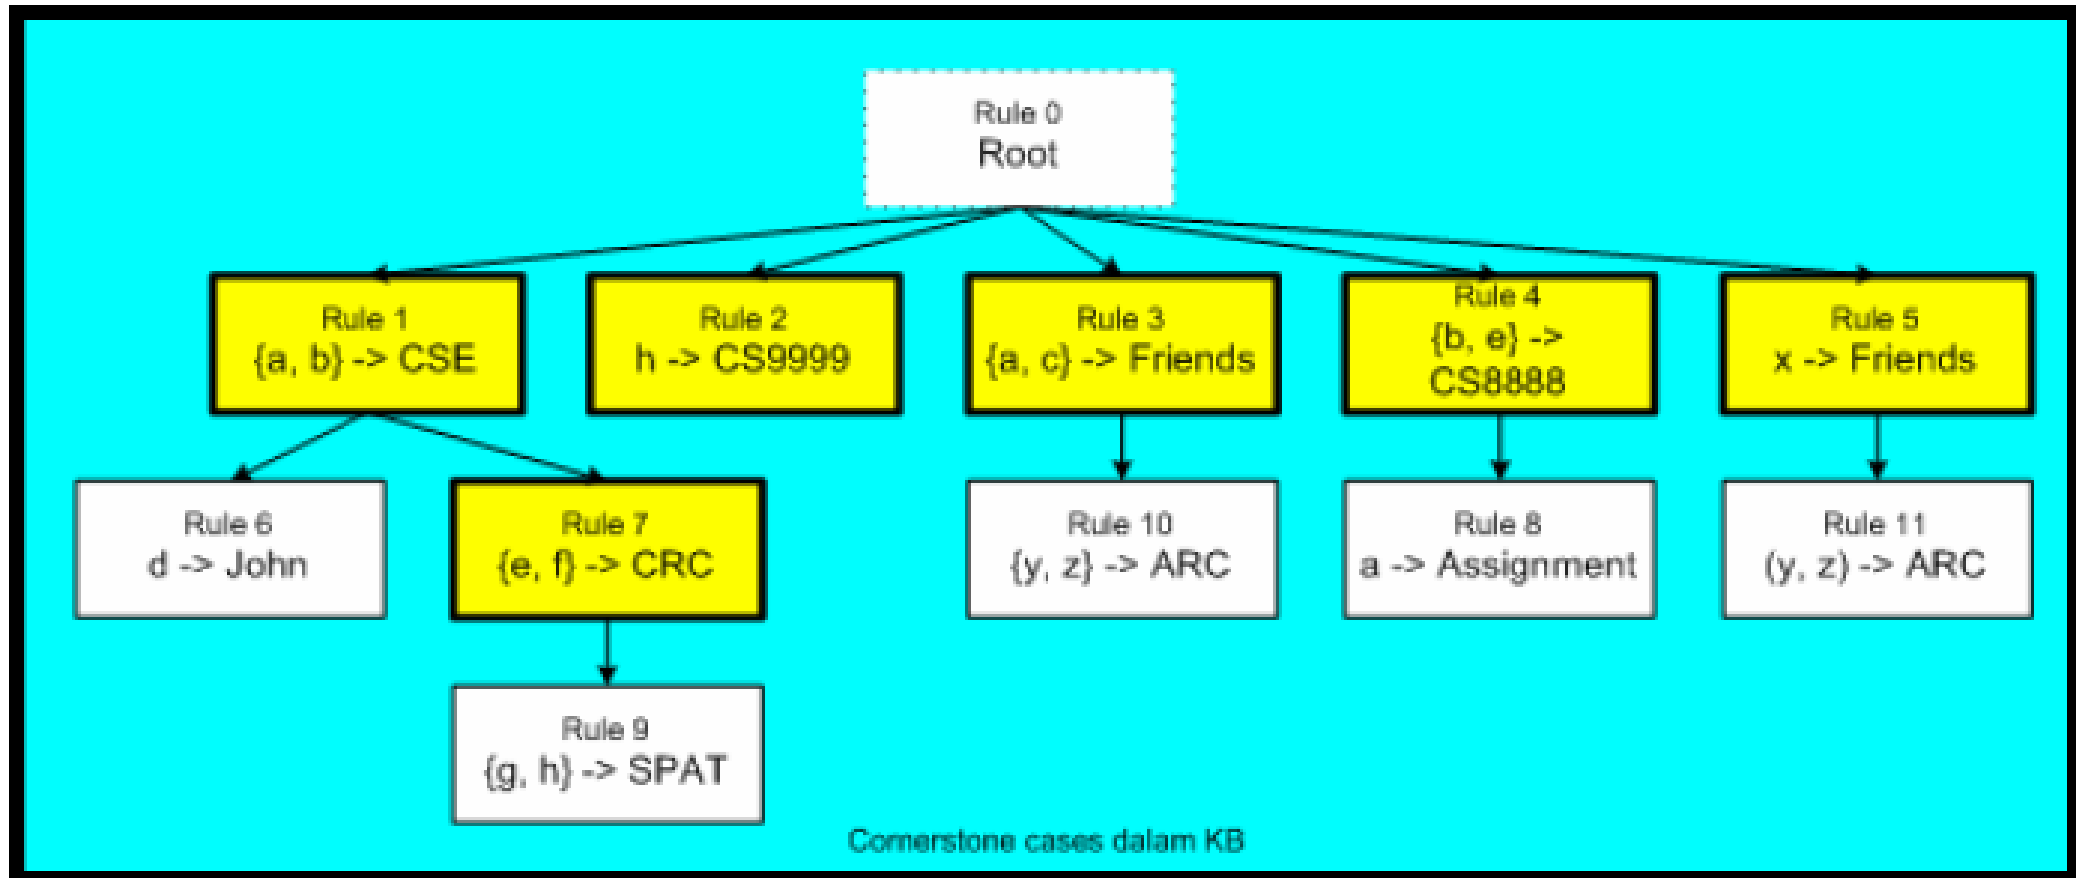 Rule 0
Root
Rule 1
{a, b} -> CSE
Rule 2
h -> CS9999
Rule 3
{a, c} -> Friends
Rule 4
{b, e} ->
CS8888
Rule 5
x -> Friends
Rule 6
d -> John
Rule 7
{e, f} -> CRC
Rule 10
{y, z} -> ARC
Rule 8
a -> Assignment
Rule 11
(y, z) -> ARC
Rule 9
{g, h} -> SPAT
Cornerstone cases dalam KB